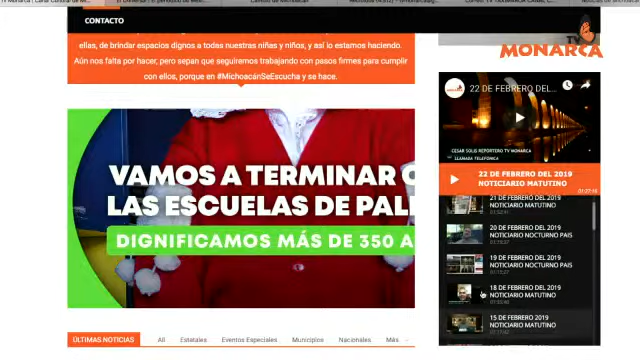 CONTACTO
ellas, de brindar espacios dignos a todas nuestras niñas y niños, y así lo estamos haciendo.
Aún nos falta por hacer, pero sepan que seguiremos trabajando con pasos firmes para cumplir
con ellos, porque en #MichoacánSeEscucha y se hace.
VAMOS A TERMINAR
LAS ESCUELAS DE
DIGNIFICAMOS MÁS DE 350 A
ÚLTIMAS NOTICIAS
All Estatales Eventos Especiales Municipios Nacionales Más
TV
MONARCA
22 DE FEBRERO DEL...
CESAR SOLIS REPORTERO TV MONARCA
LLAMADA TELEFÓNICA
22 DE FEBRERO DEL 2019
NOTICIARIO MATUTINO
21 DE FEBRERO DEL 2019
NOTICIARIO MATUTINO
20 DE FEBRERO 2019
NOTICIARIO NOCTURNO PAIS
19 DE FEBRERO 2019
NOTICIARIO NOCTURNO PAIS
18 DE FEBRERO 2019
NOTICIARIO MATUTINO
15 DE FEBRERO 2019
NOTICIARIO MATUTINO